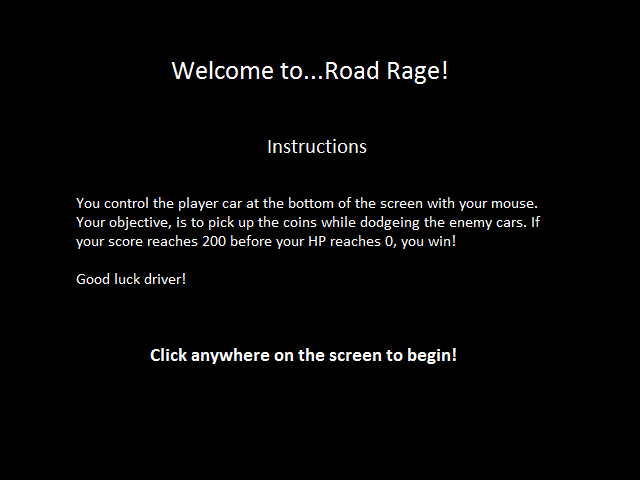 Welcome to...Road Rage!
Instructions
You control the player car at the bottom of the screen with your mouse.
Your objective, is to pick up the coins while dodgeing the enemy cars. If
your score reaches 200 before your HP reaches 0, you win!
Good luck driver!
Click anywhere on the screen to begin!